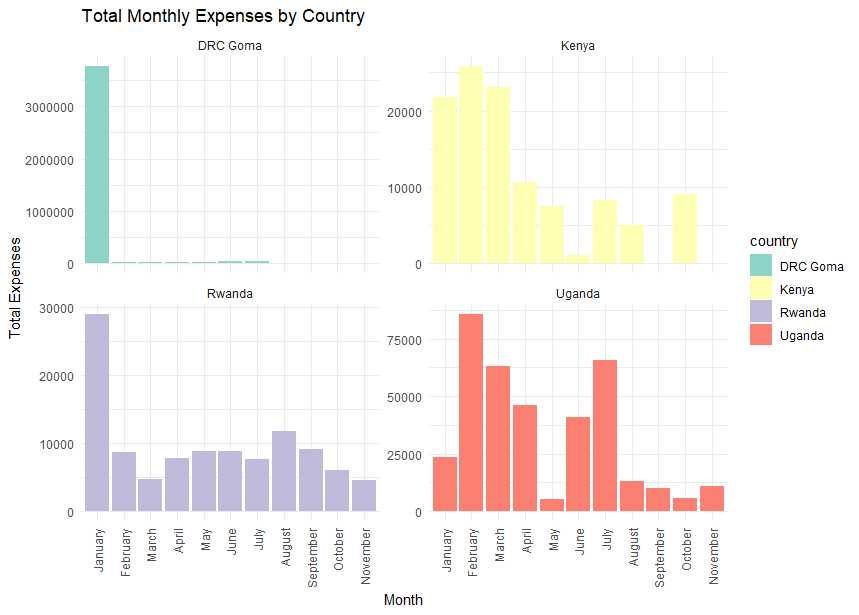 Total Monthly Expenses by Country
DRC Goma
Kenya
3000000
2000000
1000000
0
20000
10000
0
Total Expenses
Rwanda
Uganda
30000
20000
10000
0
75000
50000
25000
0
January
February
March
April
May
June
July
August
September
October
November
January
February
March
April
May
June
July
August
September
October
November
Month
country
DRC Goma
Kenya
Rwanda
Uganda